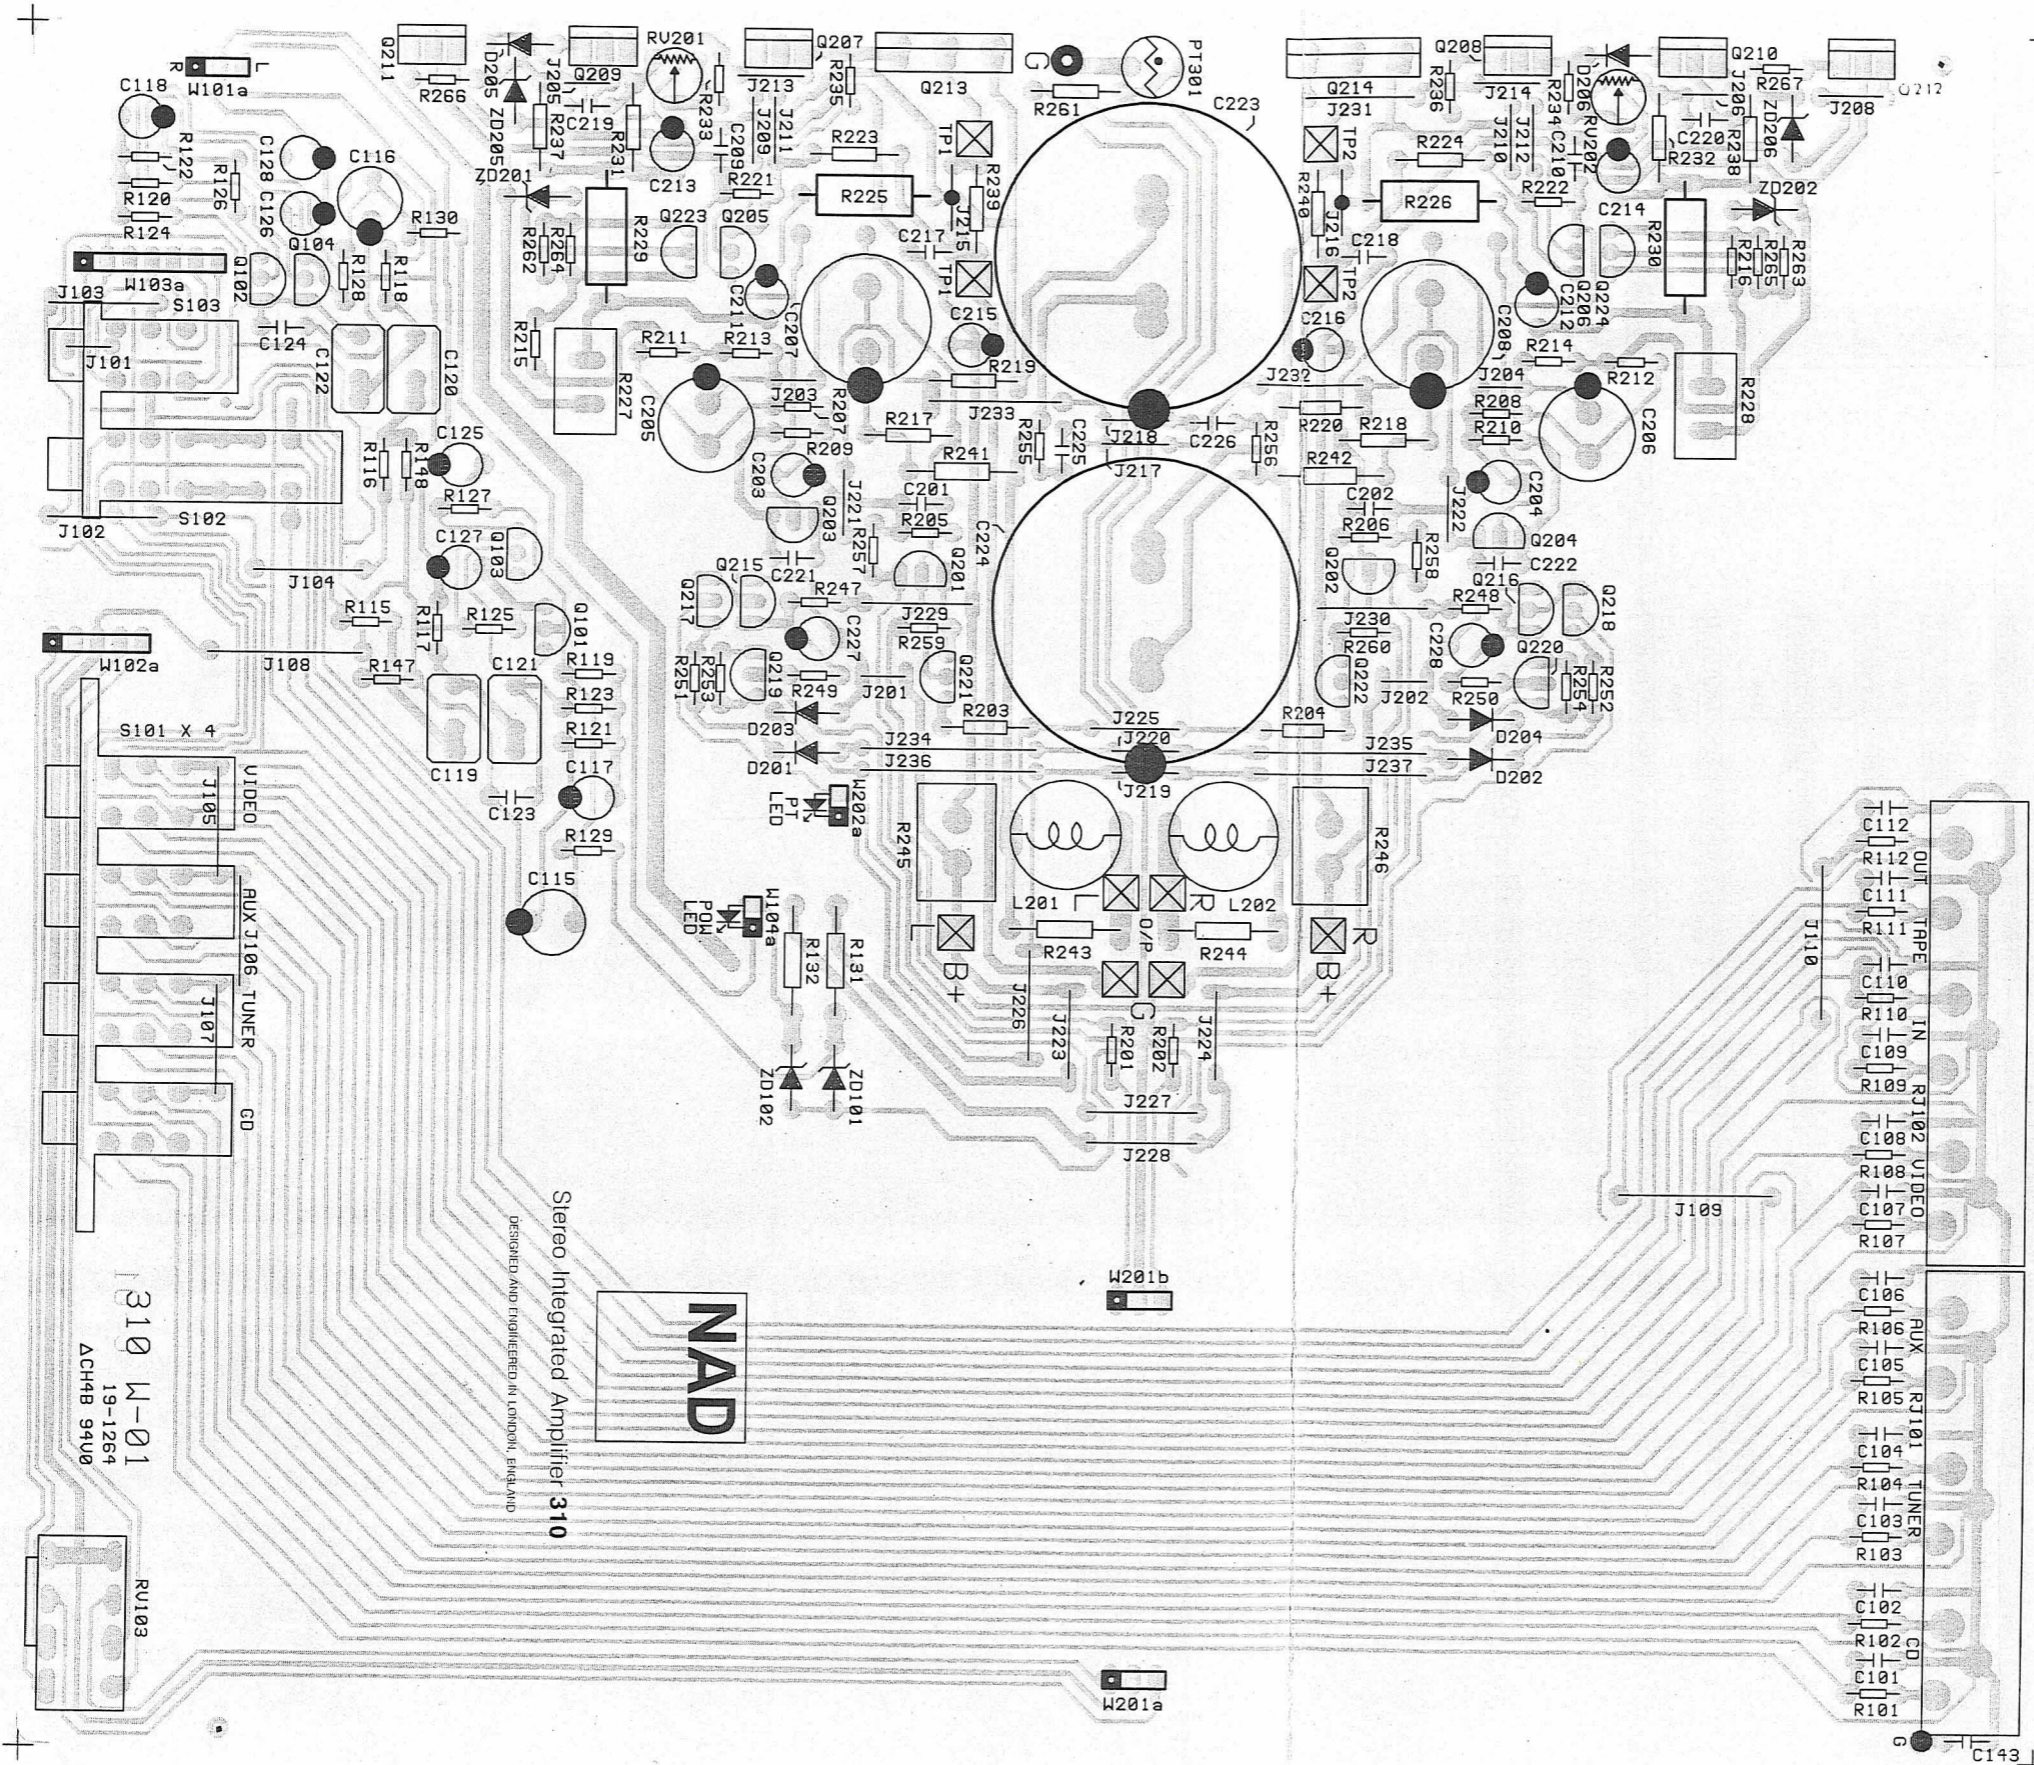 Q211
D205
J205
Q209
RV201
J213
Q207
Q213
G
PT301
C223
Q214
J231
Q208
J214
D206
Q210
R267
Q212
J208
R
L
W101a
C118
R266
ZD205
R237
C219
R231
R233
C209
J209
J211
R235
R261
R236
R234
J210
J212
C210
RV202
C220
J206
R238
ZD206
R232
R122
R120
R124
R126
C128
C126
C116
R130
ZD201
C213
R221
R223
R225
TP1
R239
J215
TP2
R240
J216
R224
R226
R222
C214
ZD202
Q104
Q102
R128
R118
R262
R264
R229
Q223
Q205
C217
TP1
C218
TP2
Q206
Q224
R230
R216
R265
R263
W103a
J103
S103
C211
C207
C215
C216
C208
C212
J101
C124
C122
C120
R215
R227
R211
R213
R219
J232
R214
J204
R212
R228
C205
J203
R207
R209
R217
J233
J218
C226
R220
R218
R208
R210
C206
R116
R148
C125
R127
R241
R255
C225
J217
R256
R242
C203
J221
C201
R205
C224
C202
R206
J222
C204
S102
J102
C127
Q103
Q203
C221
R257
Q201
Q202
R258
Q204
C222
J104
Q217
Q215
R247
J229
J230
R248
Q216
Q218
R115
R117
R125
Q101
C227
R259
R260
C228
Q220
W102a
J108
R147
C121
R119
R123
R121
R251
R253
Q219
R249
J201
Q221
Q222
J202
R250
R254
R252
S101 X 4
C119
D203
D201
R203
J234
J236
J225
J220
J219
R204
J235
J237
D204
D202
VIDEO
J105
C123
C117
R129
PT
LED
W202a
R245
R246
C112
R112
OUT
C111
R111
TAPE
AUX
J106
C115
POW
LED
W104a
R132
R131
L201
L
R
L202
R243
O/P
R244
L
B+
R
B+
J110
C110
R110
IN
TUNER
J107
J226
J223
G
R201
R202
J224
C109
R109
CD
ZD102
ZD101
J227
J228
RJ102
C108
R108
VIDEO
C107
R107
J109
W201b
Stereo Integrated Amplifier 310
DESIGNED AND ENGINEERED IN LONDON, ENGLAND
NAD
C106
R106
AUX
C105
R105
RJ101
310 W-01
19-1264
ΔCH4B 94V0
C104
R104
TUNER
C103
R103
RV103
C102
R102
CD
C101
R101
W201a
G
C143